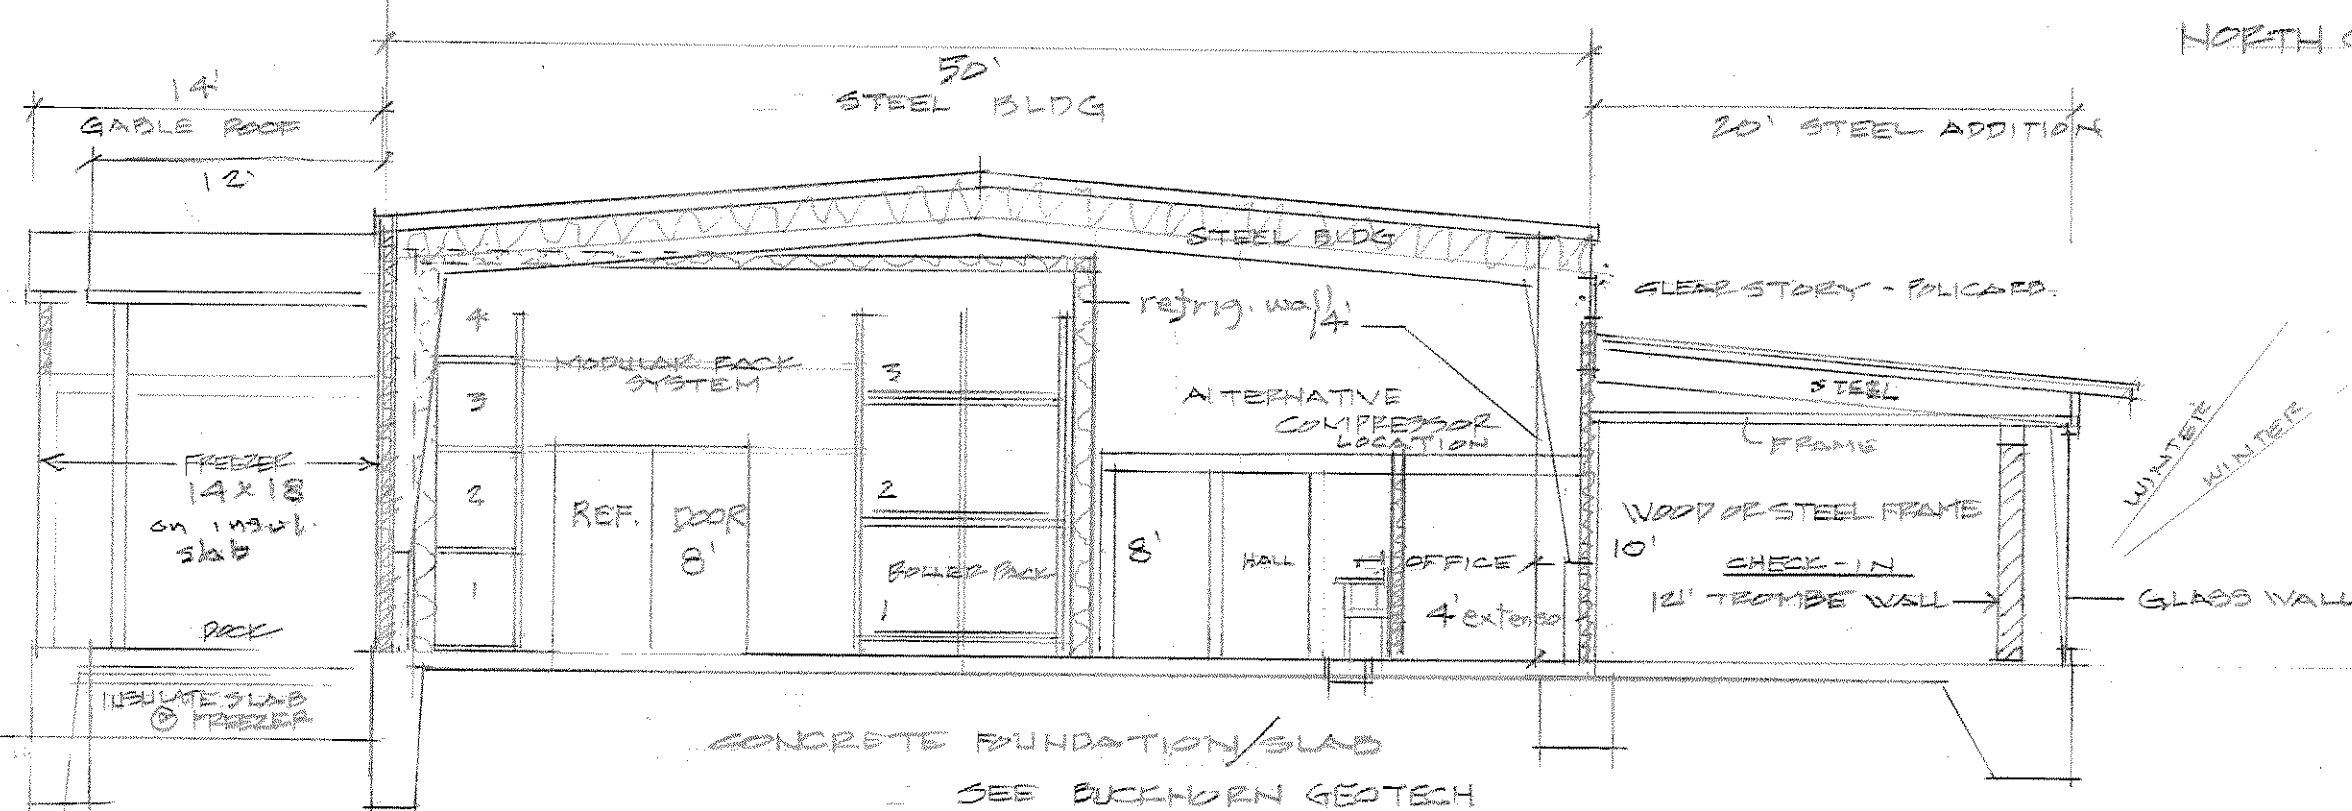 NORTH
50'
STEEL BLDG
14'
GABLE ROOF
12'
20' STEEL ADDITION
STEEL BLDG
CLEAR STORY - POLICARB.
refrig. wall
4'
4
3
2
1
MODULAR RACK
SYSTEM
3
2
1
ROLLER RACK
ALTERNATIVE
COMPRESSOR
LOCATION
STEEL
FRAME
WINTER
WINTER
FREEZER
14 X 18
on insul.
slab
REF. DOOR
8'
8'
HALL
OFFICE
4' extens
WOOD OR STEEL FRAME
10'
CHECK-IN
12" TROMBE WALL
GLASS WALL
DOCK
INSULATE SLAB
@ FREEZER
CONCRETE FOUNDATION/SLAB
SEE BUCKHORN GEOTECH